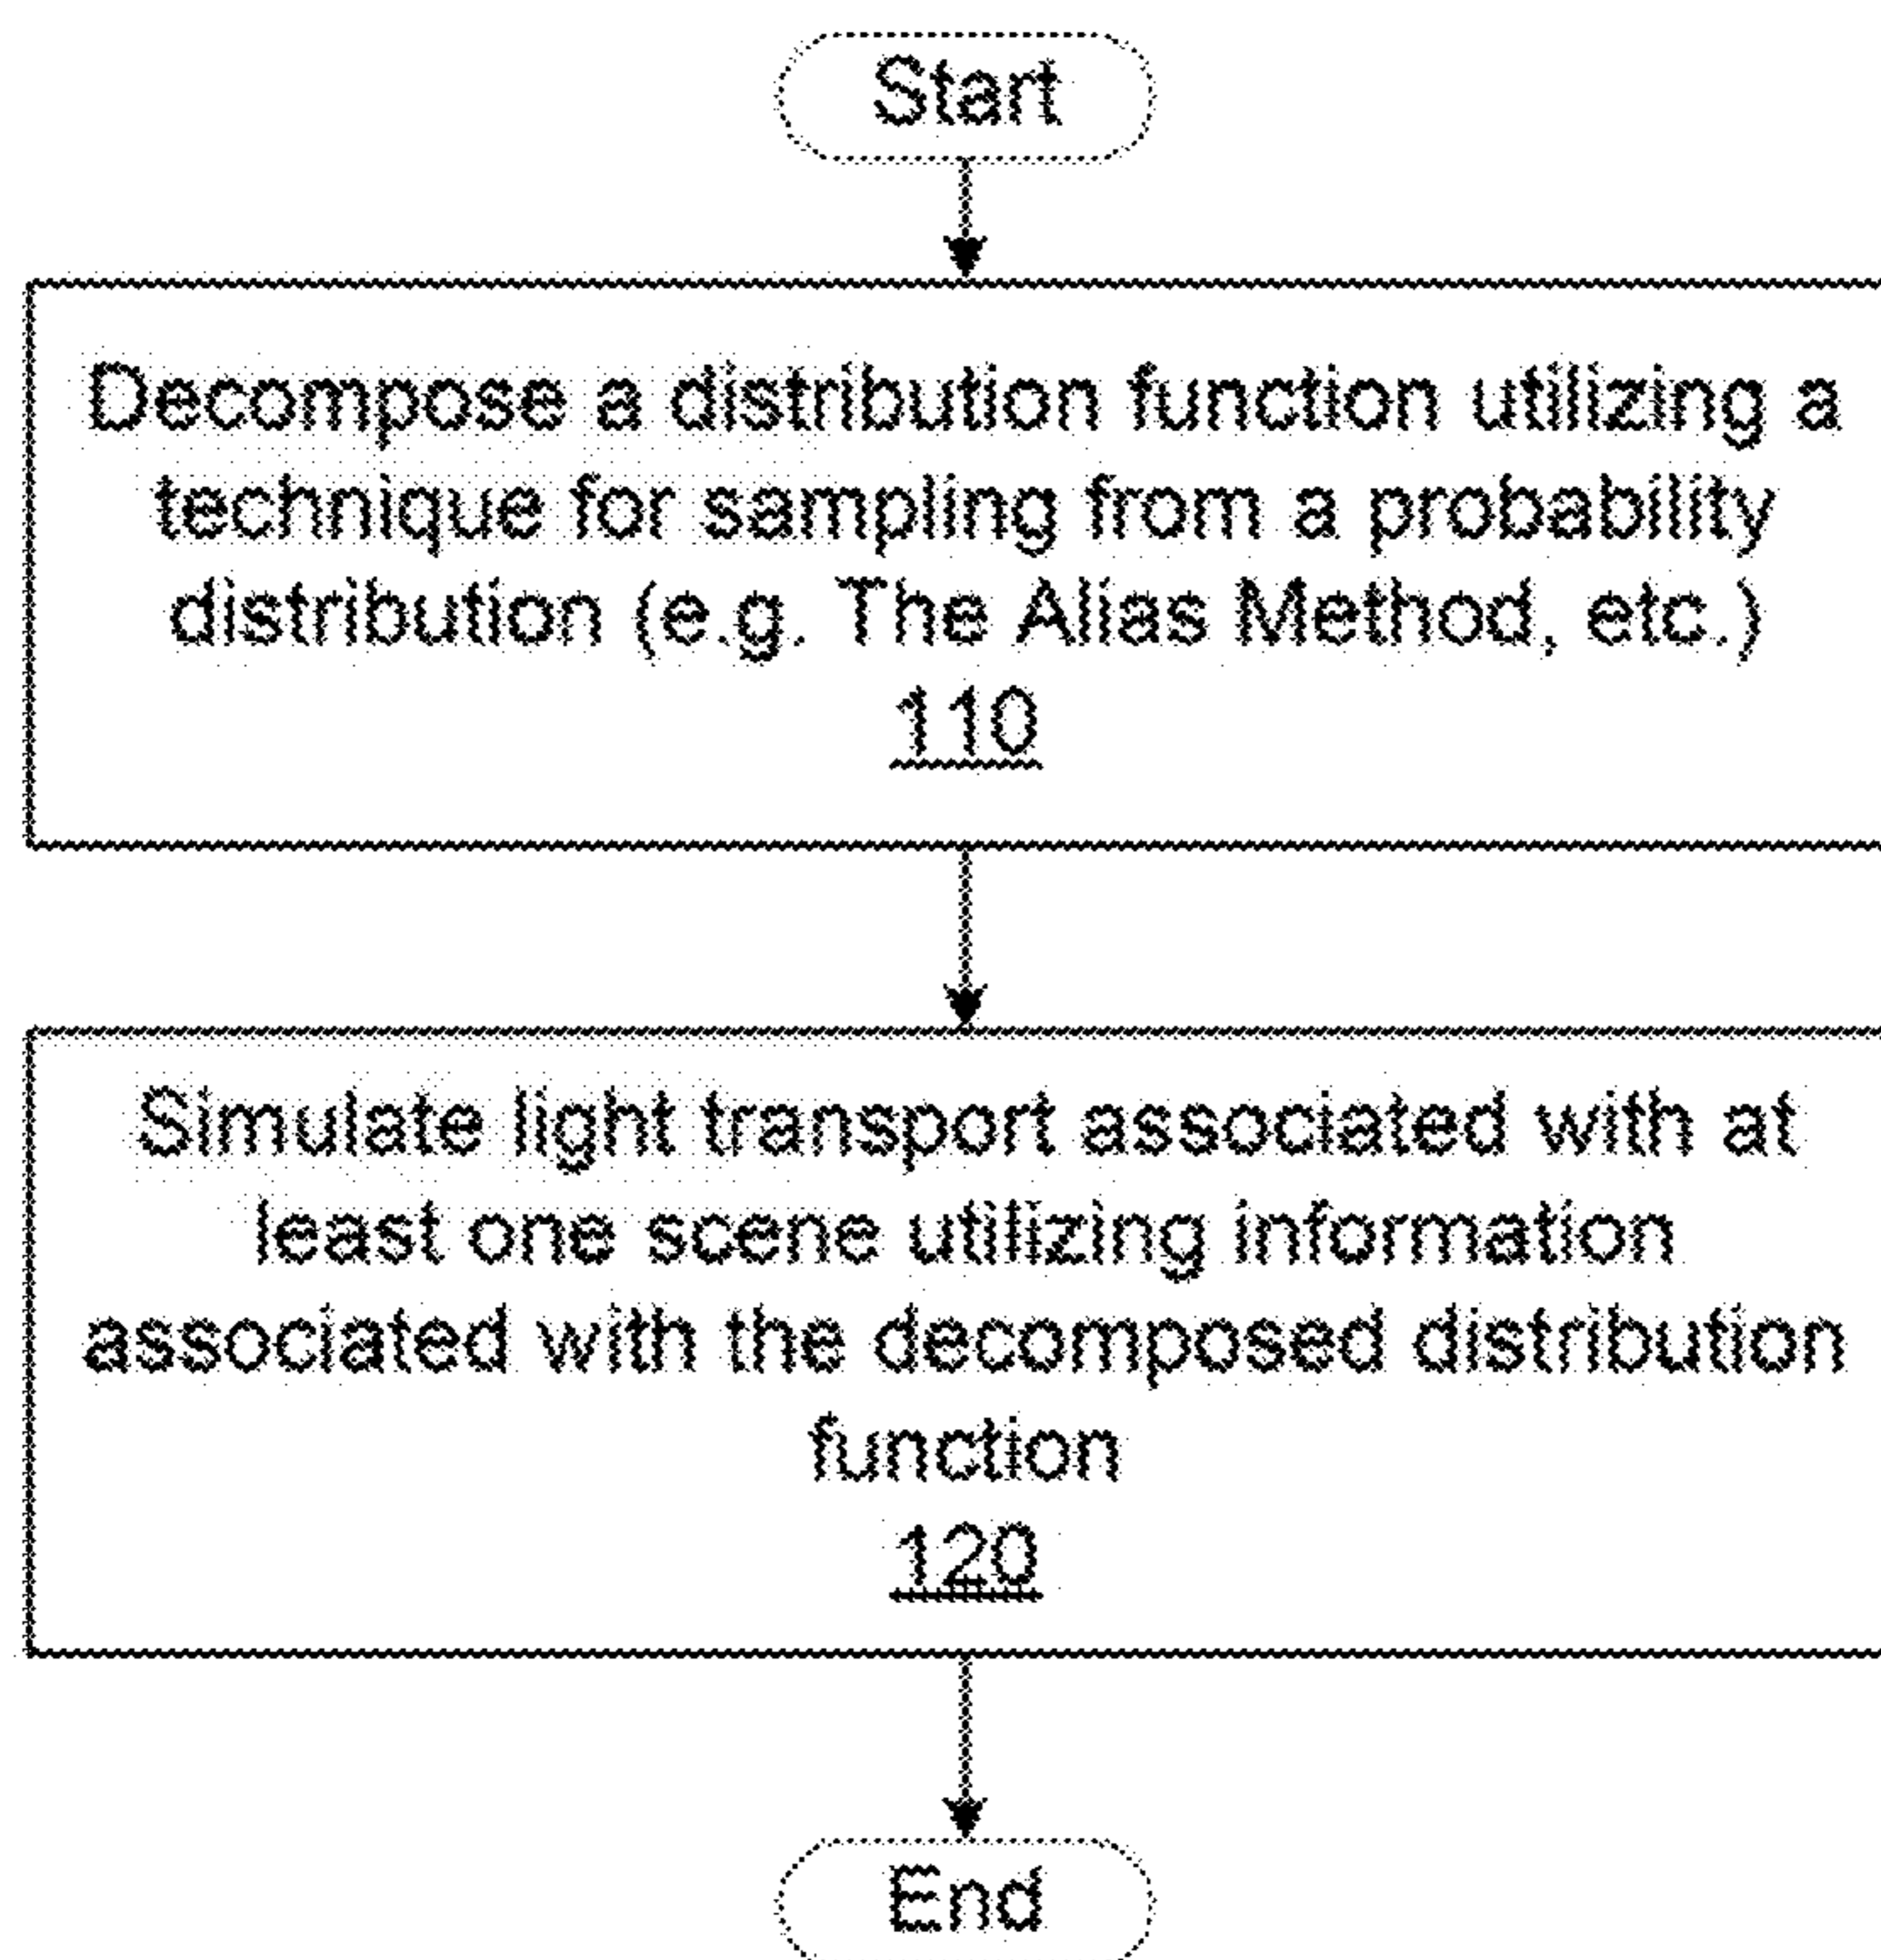 Start
Decompose a distribution function utilizing a
technique for sampling from a probability
distribution (e.g. The Alias Method, etc.)
110
Simulate light transport associated with at
least one scene utilizing information
associated with the decomposed distribution
function
120
End